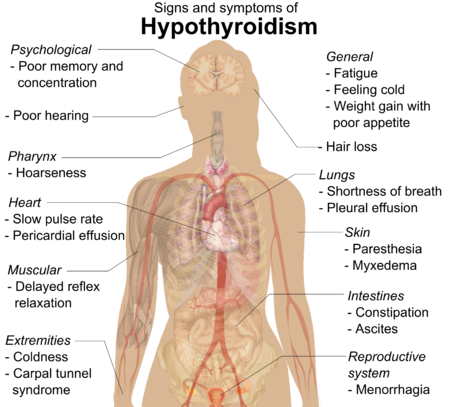 Signs and symptoms of
Hypothyroidism
Psychological
- Poor memory and
concentration
- Poor hearing
Pharynx
- Hoarseness
Heart
- Slow pulse rate
- Pericardial effusion
Muscular
- Delayed reflex
relaxation
Extremities
- Coldness
- Carpal tunnel
syndrome
General
- Fatigue
- Feeling cold
- Weight gain with
poor appetite
- Hair loss
Lungs
- Shortness of breath
- Pleural effusion
Skin
- Paresthesia
- Myxedema
Intestines
- Constipation
- Ascites
Reproductive
system
- Menorrhagia